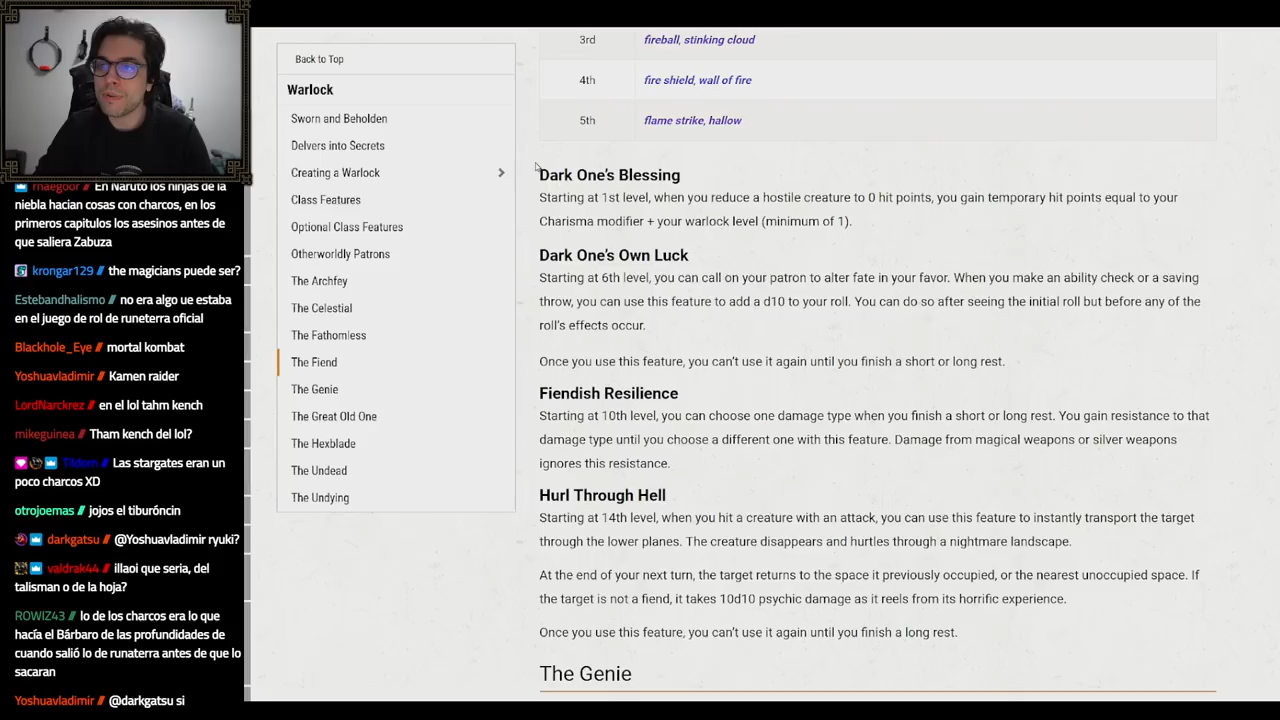 rhaegoor // En Naruto los ninjas de la
niebla hacian cosas con charcos, en los
primeros capitulos los asesinos antes de
que saliera Zabuza
krongar129 // the magicians puede ser?
Estebandhalismo // no era algo ue estaba
en el juego de rol de runeterra oficial
Blackhole_Eye // mortal kombat
Yoshuavladimir // Kamen raider
LordNarckrez // en el lol tahm kench
mikeguinea // Tham kench del lol?
Tildom // Las stargates eran un
poco charcos XD
otrojoemas // jojos el tiburóncin
darkgatsu // @Yoshuavladimir ryuki?
valdrak44 // illaoi que seria, del
talisman o de la hoja?
ROWIZ43 // lo de los charcos era lo que
hacía el Bárbaro de las profundidades de
cuando salió lo de runaterra antes de que lo
sacaran
Yoshuavladimir // @darkgatsu si
Back to Top
Warlock
Sworn and Beholden
Delvers into Secrets
Creating a Warlock
Class Features
Optional Class Features
Otherworldly Patrons
The Archfey
The Celestial
The Fathomless
The Fiend
The Genie
The Great Old One
The Hexblade
The Undead
The Undying
3rd fireball, stinking cloud
4th fire shield, wall of fire
5th flame strike, hallow
Dark One's Blessing
Starting at 1st level, when you reduce a hostile creature to 0 hit points, you gain temporary hit points equal to your
Charisma modifier + your warlock level (minimum of 1).
Dark One's Own Luck
Starting at 6th level, you can call on your patron to alter fate in your favor. When you make an ability check or a saving
throw, you can use this feature to add a d10 to your roll. You can do so after seeing the initial roll but before any of the
roll's effects occur.
Once you use this feature, you can't use it again until you finish a short or long rest.
Fiendish Resilience
Starting at 10th level, you can choose one damage type when you finish a short or long rest. You gain resistance to that
damage type until you choose a different one with this feature. Damage from magical weapons or silver weapons
ignores this resistance.
Hurl Through Hell
Starting at 14th level, when you hit a creature with an attack, you can use this feature to instantly transport the target
through the lower planes. The creature disappears and hurtles through a nightmare landscape.
At the end of your next turn, the target returns to the space it previously occupied, or the nearest unoccupied space. If
the target is not a fiend, it takes 10d10 psychic damage as it reels from its horrific experience.
Once you use this feature, you can't use it again until you finish a long rest.
The Genie